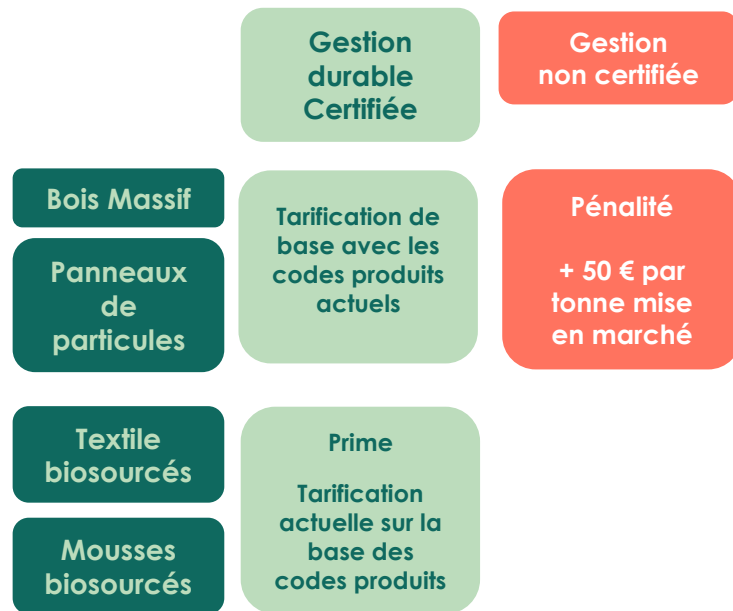 Gestion
durable
Certifiée
Gestion
non certifiée
Bois Massif
Panneaux
de
particules
Tarification de
base avec les
codes produits
actuels
Pénalité
+ 50 € par
tonne mise
en marché
Textile
biosourcés
Mousses
biosourcés
Prime
Tarification
actuelle sur la
base des
codes produits